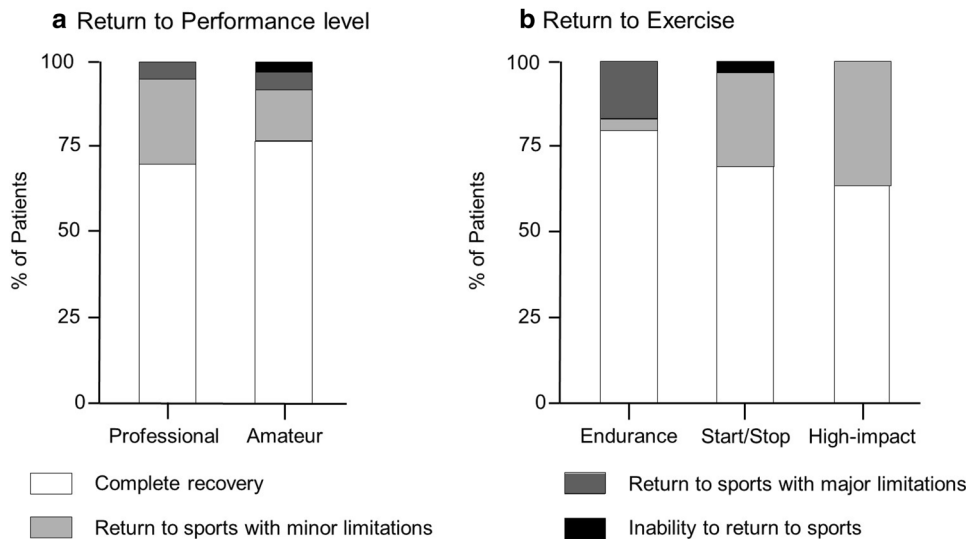 a Return to Performance level
100
75
50
25
0
% of Patients
Professional
Amateur
b Return to Exercise
100
75
50
25
0
% of Patients
Endurance
Start/Stop
High-impact
Complete recovery
Return to sports with minor limitations
Return to sports with major limitations
Inability to return to sports